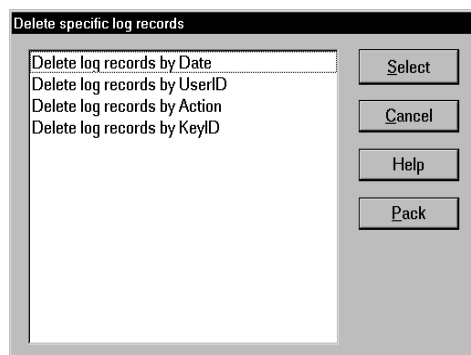 Delete specific log records
Delete log records by Date
Delete log records by UserID
Delete log records by Action
Delete log records by KeyID
Select
Cancel
Help
Pack